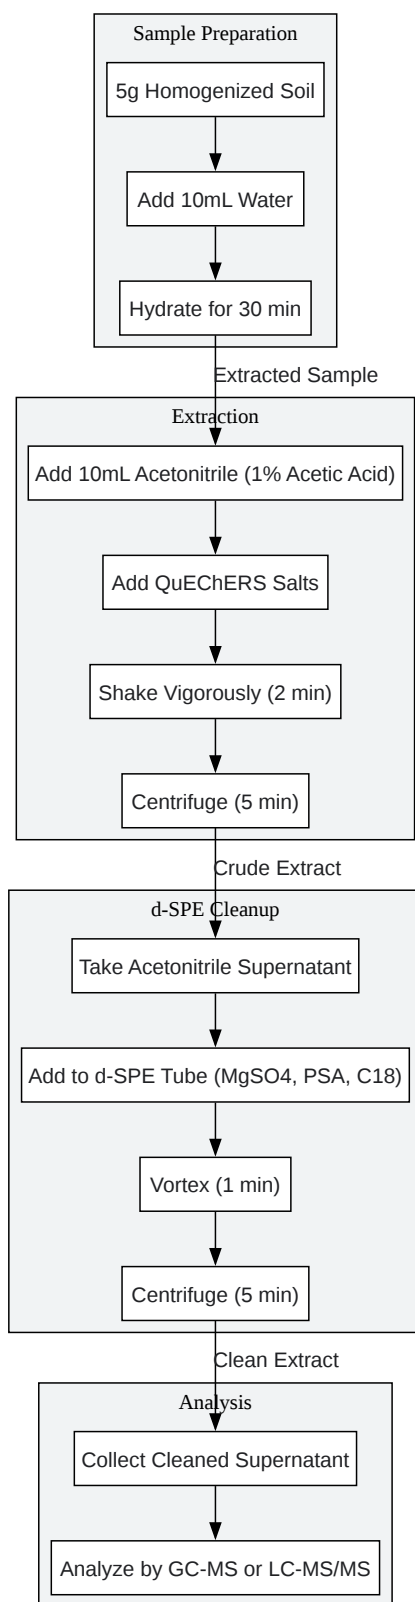 Sample Preparation
5g Homogenized Soil
Add 10mL Water
Hydrate for 30 min
Extracted Sample
Extraction
Add 10mL Acetonitrile (1% Acetic Acid)
Add QuEChERS Salts
Shake Vigorously (2 min)
Centrifuge (5 min)
Crude Extract
d-SPE Cleanup
Take Acetonitrile Supernatant
Add to d-SPE Tube (MgSO4, PSA, C18)
Vortex (1 min)
Centrifuge (5 min)
Clean Extract
Analysis
Collect Cleaned Supernatant
Analyze by GC-MS or LC-MS/MS